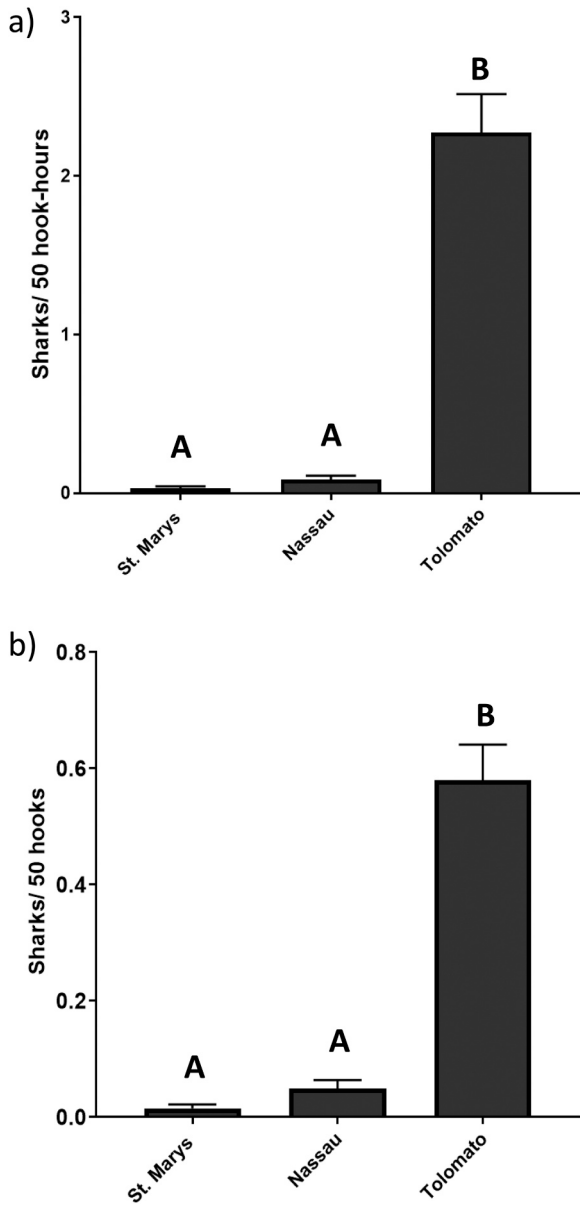 a)
3
2
1
0
Sharks/ 50 hook-hours
A
A
B
St. Marys
Nassau
Tolomato
b)
0.8
0.6
0.4
0.2
0.0
Sharks/ 50 hooks
A
A
B
St. Marys
Nassau
Tolomato